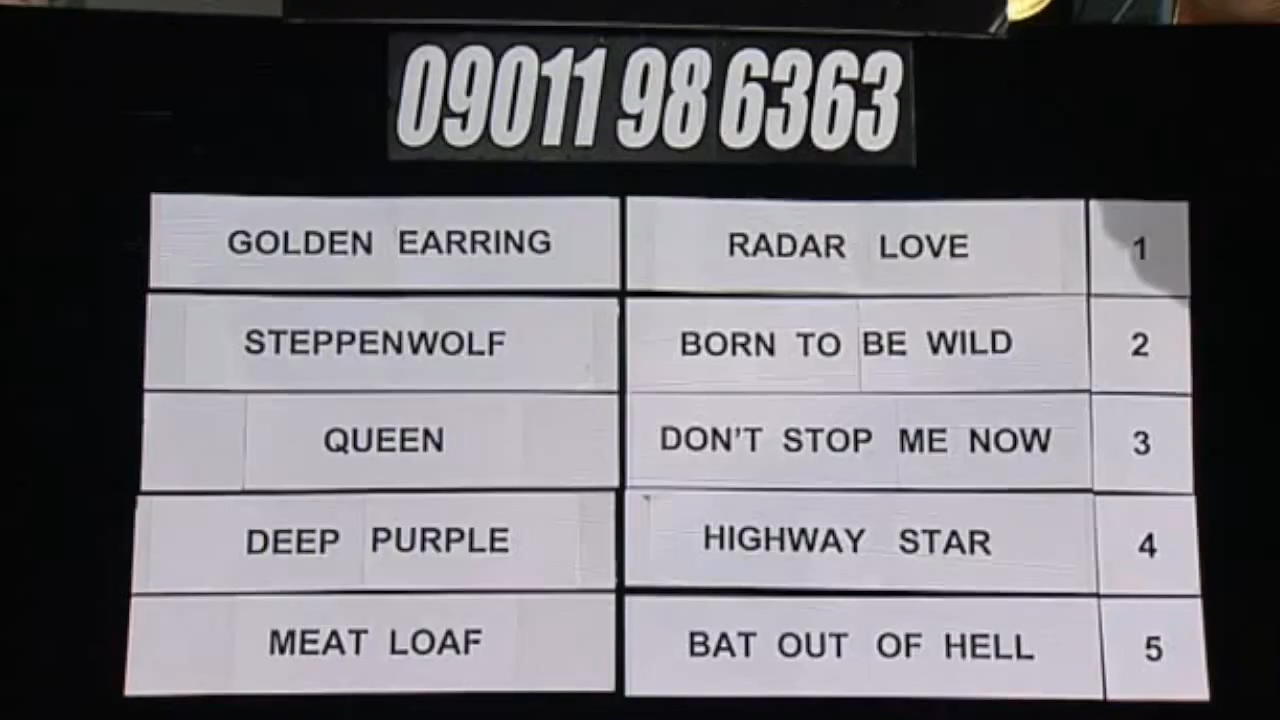 09011 98 6363
GOLDEN EARRING RADAR LOVE 1
STEPPENWOLF BORN TO BE WILD 2
QUEEN DON'T STOP ME NOW 3
DEEP PURPLE HIGHWAY STAR 4
MEAT LOAF BAT OUT OF HELL 5